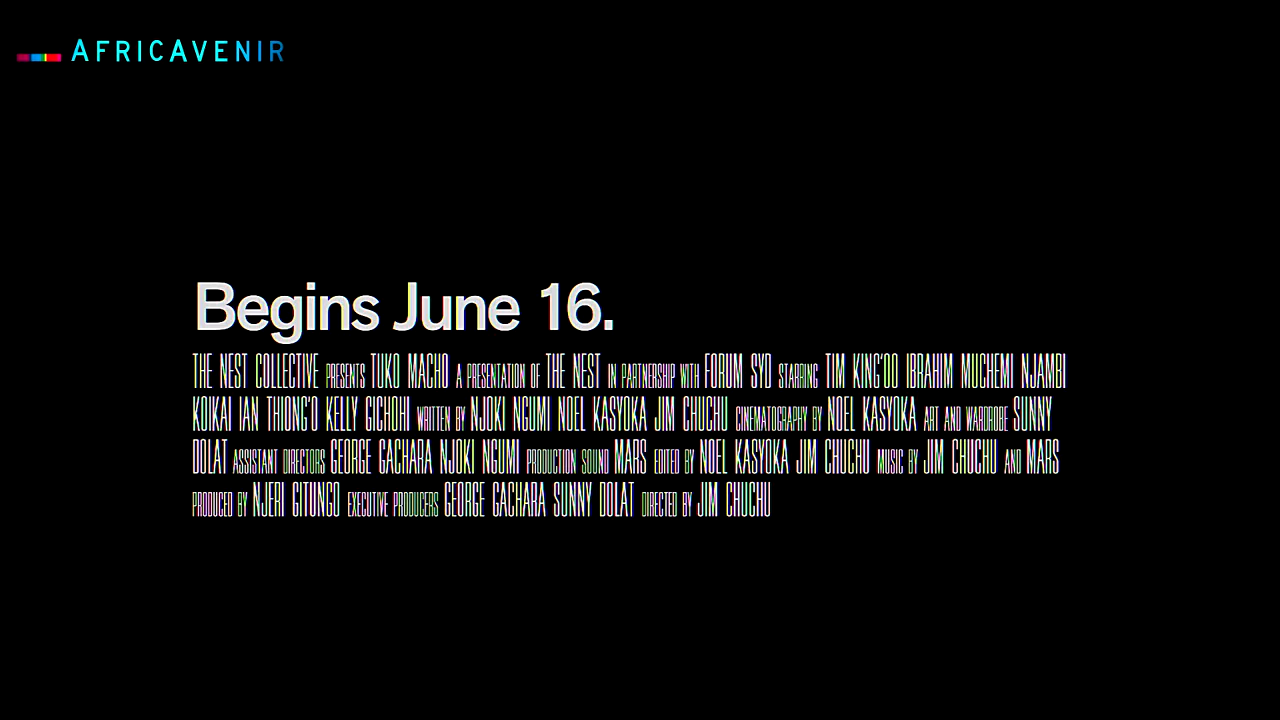 AFRICAVENIR
Begins June 16.
THE NEST COLLECTIVE PRESENTS TUKO MACHO A PRESENTATION OF THE NEST IN PARTNERSHIP WITH FORUM SYD STARRING TIM KING'OO IBRAHIM MUCHEMI NJAMBI
KOIKAI IAN THIONG'O KELLY GICHOHI WRITTEN BY NJOKI NGUMI NOEL KASYOKA JIM CHUCHU CINEMATOGRAPHY BY NOEL KASYOKA ART AND WARDROBE SUNNY
DOLAT ASSISTANT DIRECTORS GEORGE GACHARA NJOKI NGUMI PRODUCTION SOUND MARS EDITED BY NOEL KASYOKA JIM CHUCHU MUSIC BY JIM CHUCHU AND MARS
PRODUCED BY NJERI GITUNGO EXECUTIVE PRODUCERS GEORGE GACHARA SUNNY DOLAT DIRECTED BY JIM CHUCHU